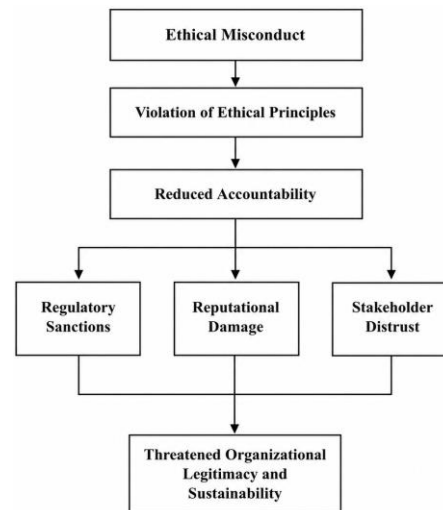 Ethical Misconduct
Violation of Ethical Principles
Reduced Accountability
Regulatory
Sanctions
Reputational
Damage
Stakeholder
Distrust
Threatened Organizational
Legitimacy and
Sustainability